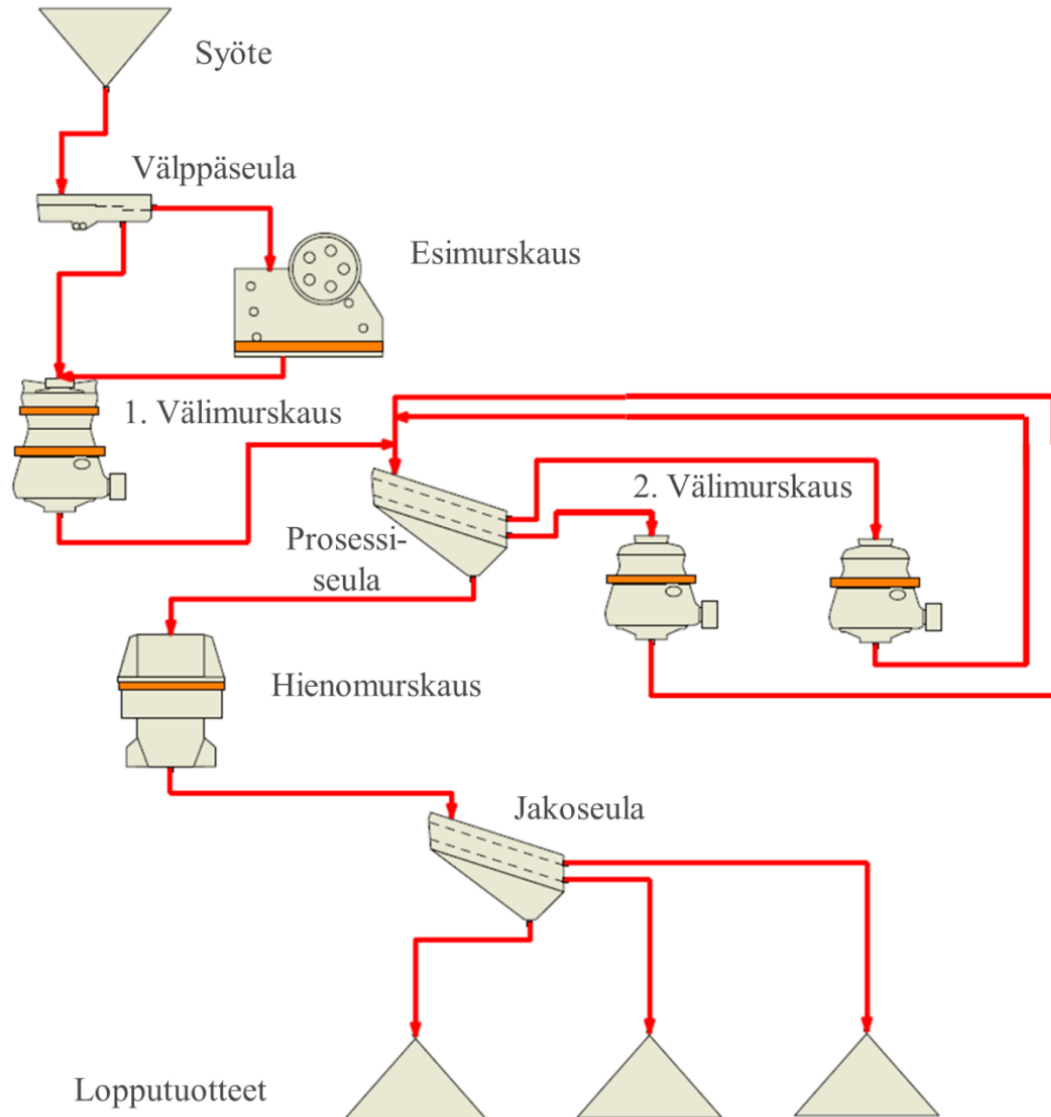 Syöte
Välppäseula
Esimurskaus
1. Välimurskaus
2. Välimurskaus
Prosessi-
seula
Hienomurskaus
Jakoseula
Lopputuotteet